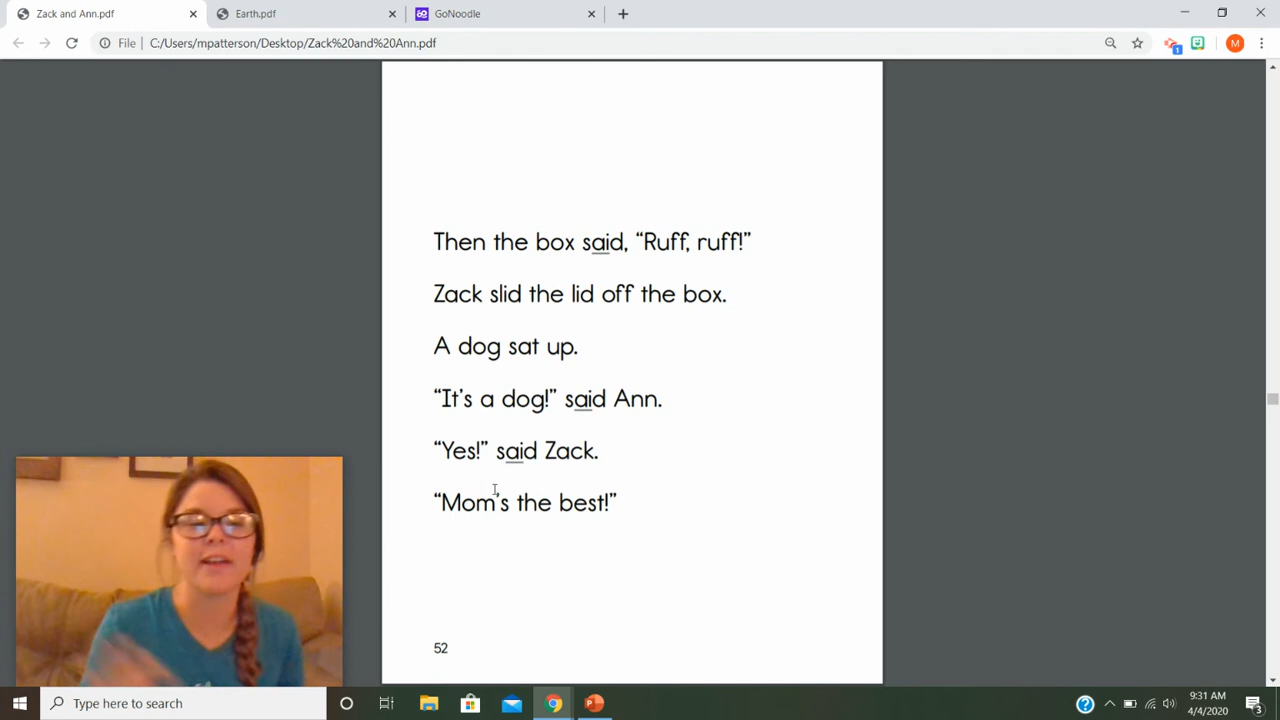 Zack and Ann.pdf
Earth.pdf
GoNoodle
File
C:/Users/mpatterson/Desktop/Zack%20and%20Ann.pdf
1
M
Then the box said, “Ruff, ruff!”
Zack slid the lid off the box.
A dog sat up.
“It’s a dog!” said Ann.
“Yes!” said Zack.
“Mom’s the best!”
52
Type here to search
9:31 AM
4/4/2020
3